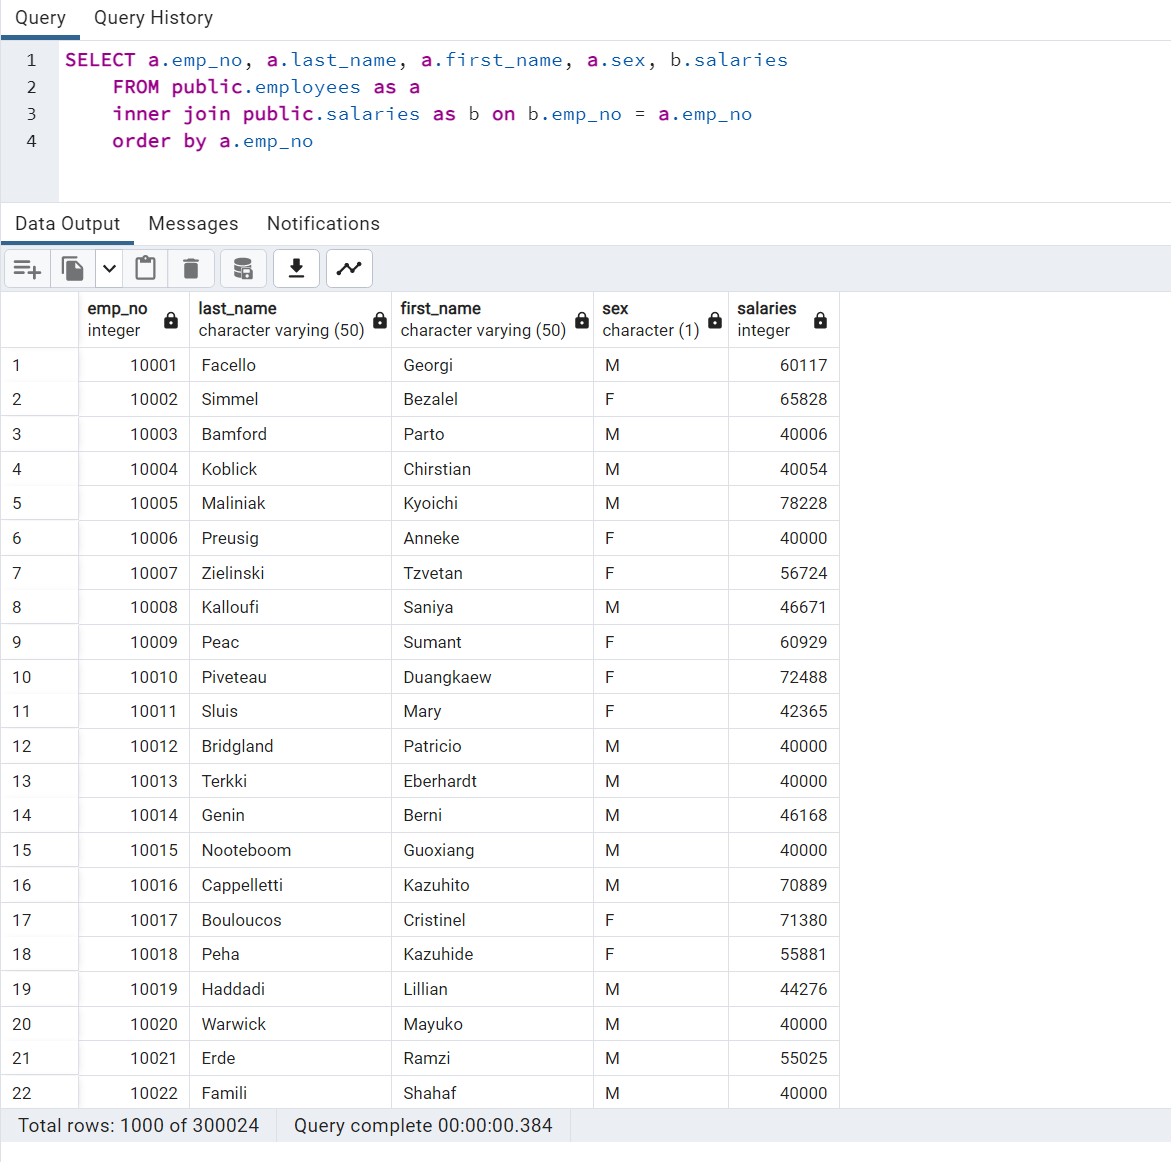 Query Query History
1 SELECT a.emp_no, a.last_name, a.first_name, a.sex, b.salaries
2 FROM public.employees as a
3 inner join public.salaries as b on b.emp_no = a.emp_no
4 order by a.emp_no
Data Output Messages Notifications
emp_no last_name first_name sex salaries
integer character varying (50) character varying (50) character (1) integer
1 10001 Facello Georgi M 60117
2 10002 Simmel Bezalel F 65828
3 10003 Bamford Parto M 40006
4 10004 Koblick Chirstian M 40054
5 10005 Maliniak Kyoichi M 78228
6 10006 Preusig Anneke F 40000
7 10007 Zielinski Tzvetan F 56724
8 10008 Kalloufi Saniya M 46671
9 10009 Peac Sumant F 60929
10 10010 Piveteau Duangkaew F 72488
11 10011 Sluis Mary F 42365
12 10012 Bridgland Patricio M 40000
13 10013 Terkki Eberhardt M 40000
14 10014 Genin Berni M 46168
15 10015 Nooteboom Guoxiang M 40000
16 10016 Cappelletti Kazuhito M 70889
17 10017 Bouloucos Cristinel F 71380
18 10018 Peha Kazuhide F 55881
19 10019 Haddadi Lillian M 44276
20 10020 Warwick Mayuko M 40000
21 10021 Erde Ramzi M 55025
22 10022 Famili Shahaf M 40000
Total rows: 1000 of 300024 Query complete 00:00:00.384